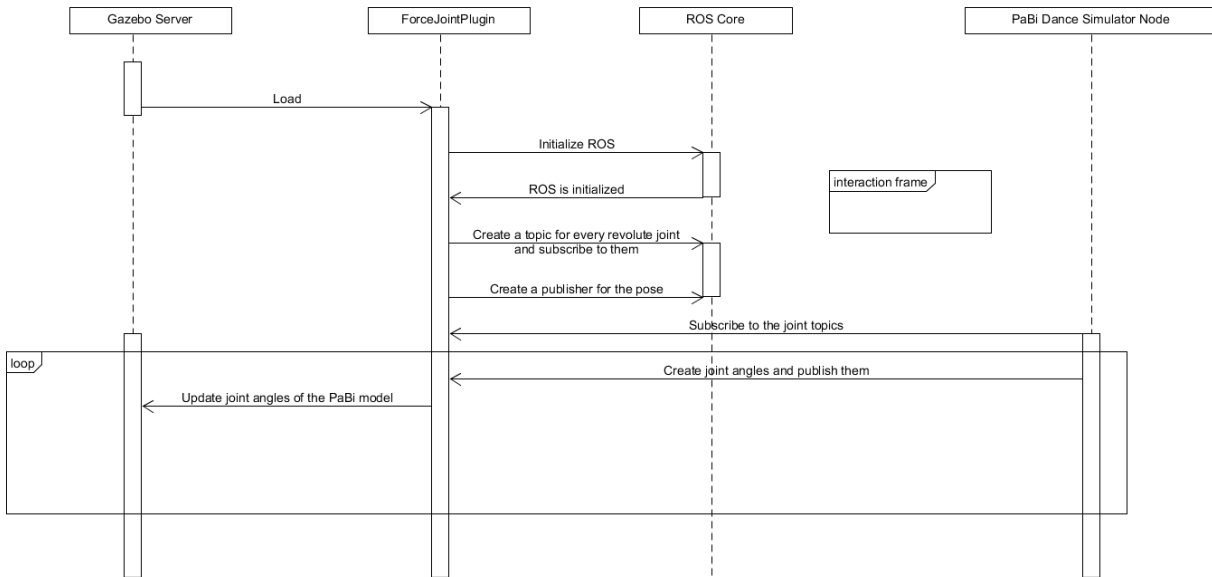 Gazebo Server
ForceJointPlugin
ROS Core
PaBi Dance Simulator Node
Load
Initialize ROS
interaction frame
ROS is initialized
Create a topic for every revolute joint
and subscribe to them
Create a publisher for the pose
Subscribe to the joint topics
loop
Create joint angles and publish them
Update joint angles of the PaBi model